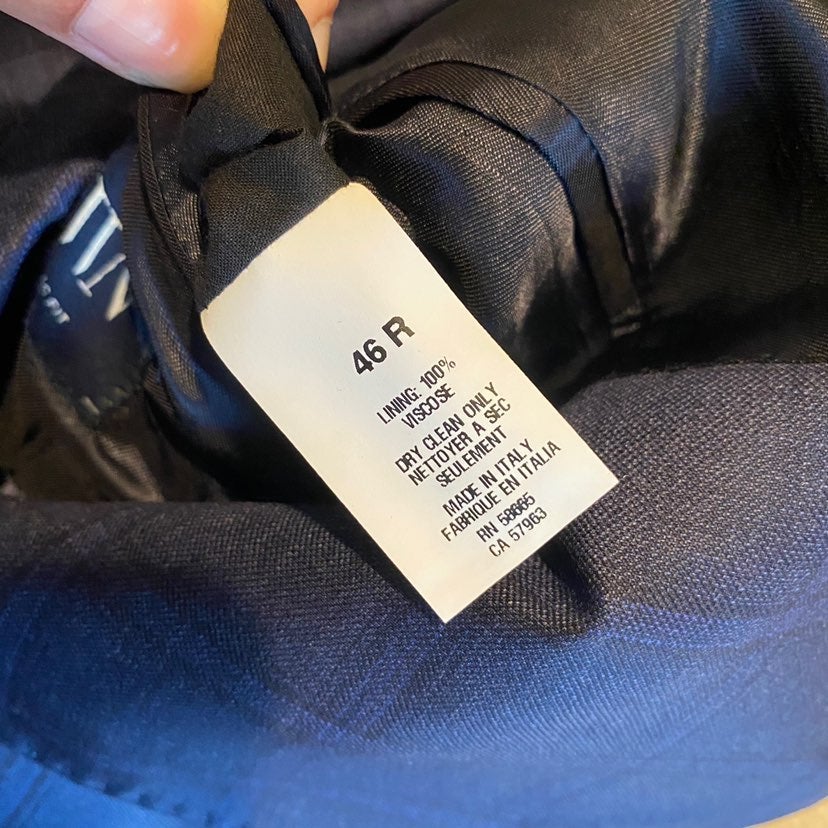 46 R
LINING: 100%
VISCOSE
DRY CLEAN ONLY
NETTOYER A SEC
SEULEMENT
MADE IN ITALY
FABRIQUE EN ITALIA
RN 58665
CA 57963